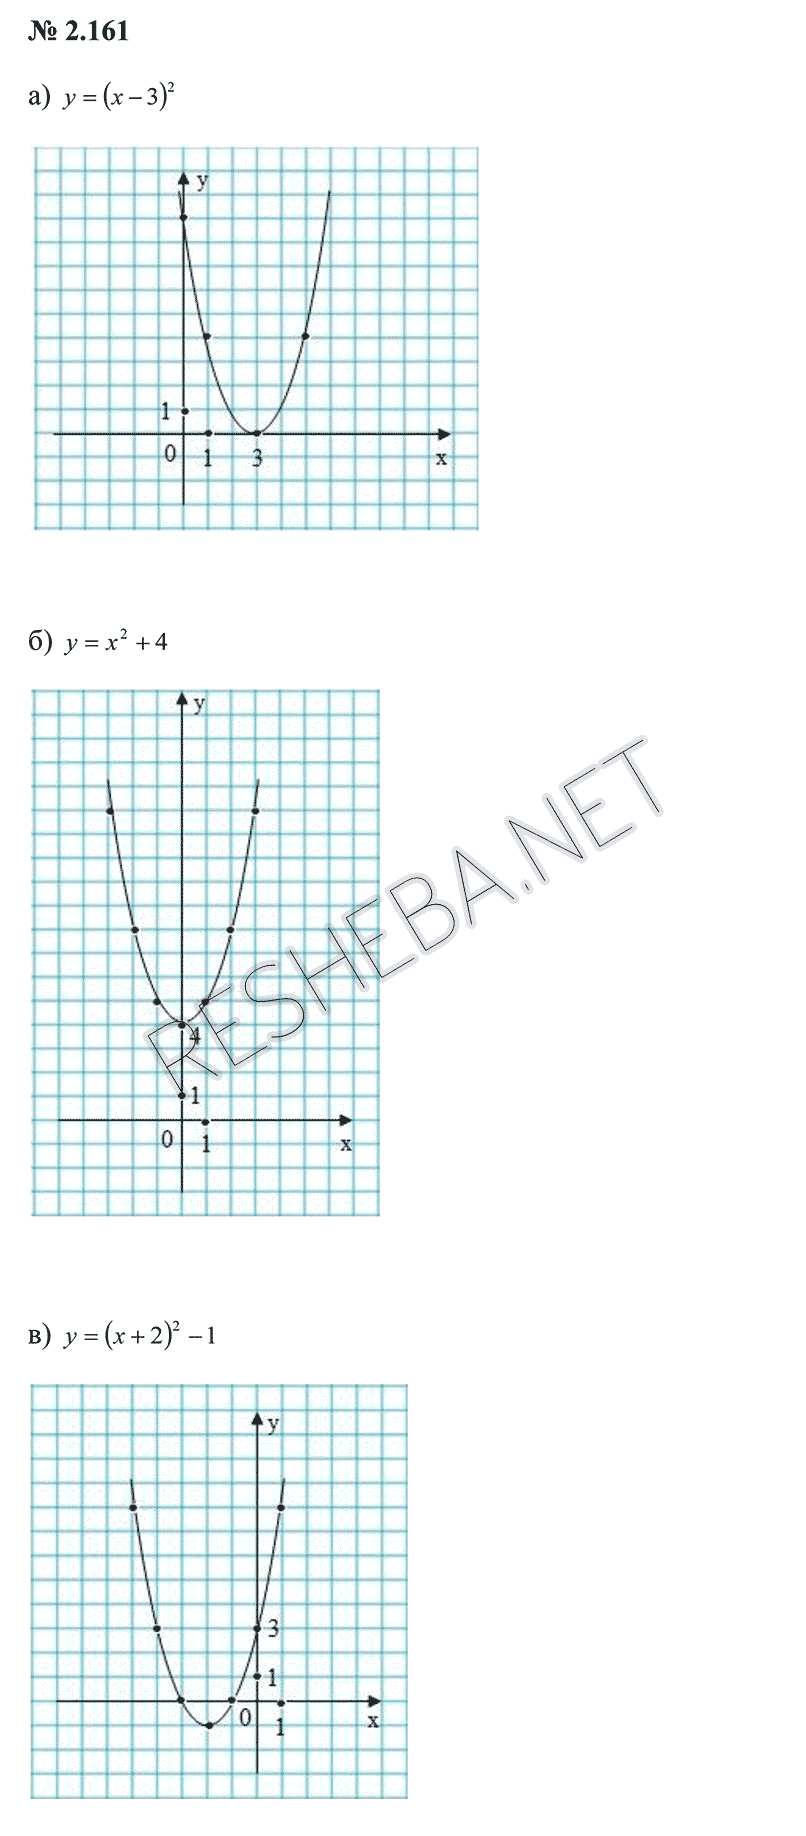 № 2.161
а) y = (x – 3)²
y
1
0 1 3 x
б) y = x² + 4
y
RESHEBA.NET
4
1
0 1 x
в) y = (x + 2)² – 1
y
3
1
0 1 x